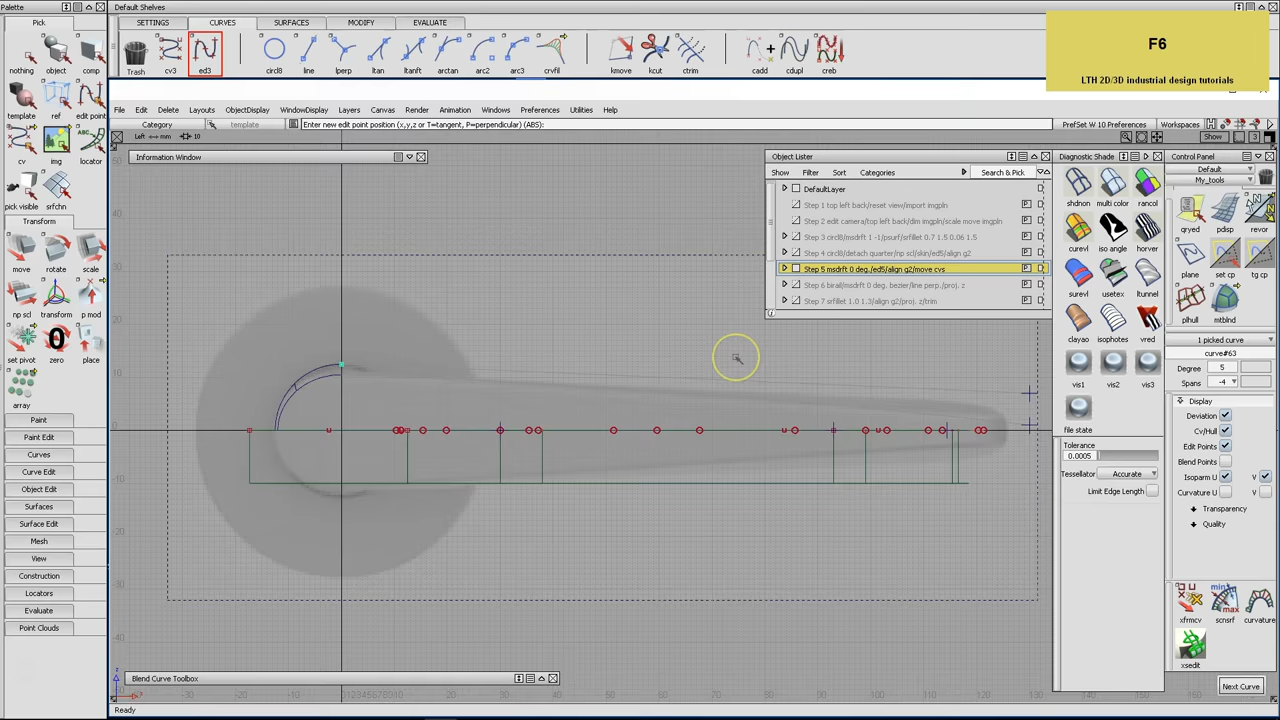 Palette
Default Shelves
Pick
SETTINGS CURVES SURFACES MODIFY EVALUATE
F6
LTH 2D/3D industrial design tutorials
nothing object comp
Trash cv3 ed3 circl8 line lperp ltan ltanft arctan arc2 arc3 crvfil kmove kcut ctrim cadd cdupl creb
template ref edit point
File Edit Delete Layouts ObjectDisplay WindowDisplay Layers Canvas Render Animation Windows Preferences Utilities Help
Category template Enter new edit point position (x,y,z or T=tangent, P=perpendicular) (ABS): PrefSet W 10 Preferences Workspaces
Left mm 10
Show 3
cv img locator
pick visible srfchn
Information Window
Object Lister
Show Filter Sort Categories Search & Pick
DefaultLayer
Step 1 top left back/reset view/import imgpln
Step 2 edit camera/top left back/dim imgpln/scale move imgpln
Step 3 circl8/msdrft 1 -1/psurf/srfillet 0.7 1.5 0.06 1.5
Step 4 circl8/detach quarter/np scl/skin/ed5/align g2
Step 5 msdrft 0 deg./ed5/align g2/move cvs
Step 6 brail/msdrft 0 deg. bezier/line perp./proj. z
Step 7 srfillet 1.0 1.3/align g2/proj. z/trim
Diagnostic Shade
shdnon multi color rancol
curevl iso angle horver
surevl usetex ltunnel
clayao isophotes vred
vis1 vis2 vis3
file state
Tolerance
0.0005
Tessellator Accurate
Limit Edge Length
Control Panel
Default
My_tools
qryed pdisp revor
plane set cp set cp
plhull mtblnd
1 picked curve
curve#63
Degree 5
Spans -4
Display
Deviation
Cv/Hull
Edit Points
Blend Points
Isoparm U V
Curvature U V
Transparency
Quality
xfrmcv scnsrf curvature
xsedit
Next Curve
Transform
move rotate scale
np scl transform p mod
set pivot zero place
array
Paint
Paint Edit
Curves
Curve Edit
Object Edit
Surfaces
Surface Edit
Mesh
View
Construction
Locators
Evaluate
Point Clouds
Blend Curve Toolbox
Ready